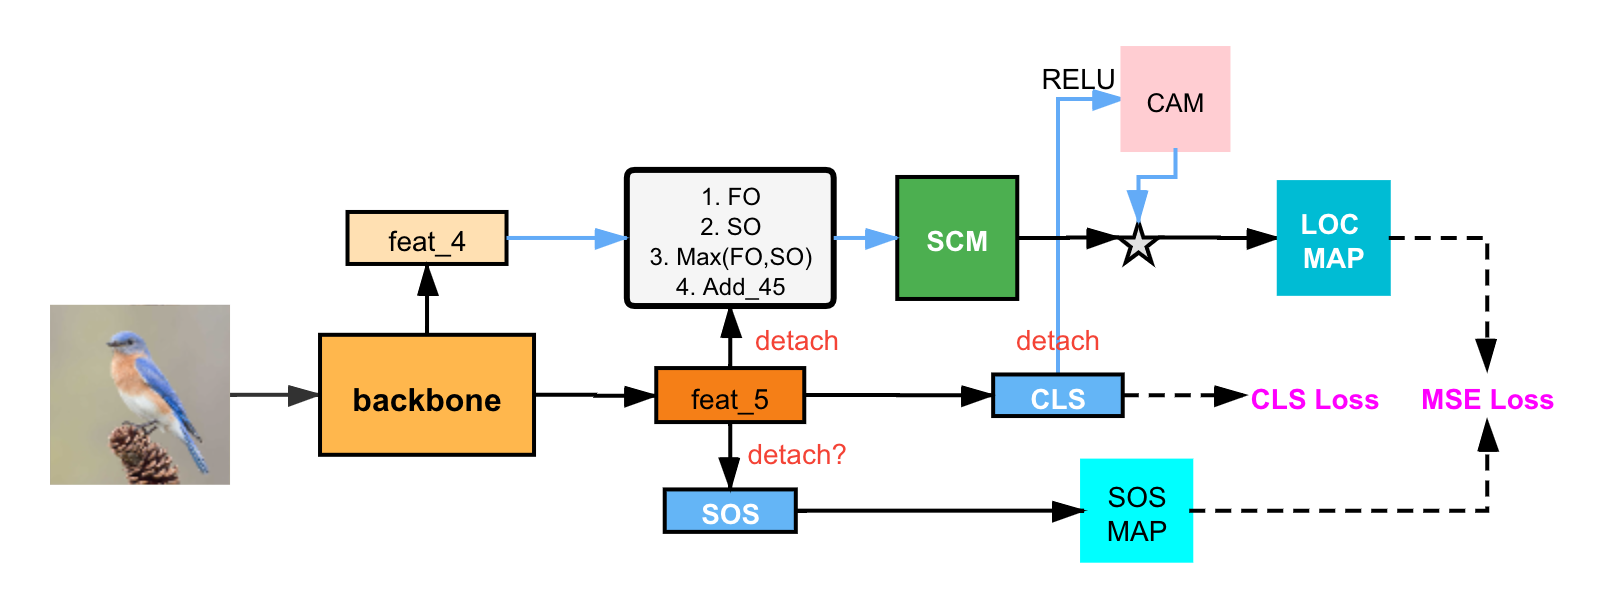 RELU
CAM
1. FO
2. SO
3. Max(FO,SO)
4. Add_45
feat_4
SCM
LOC
MAP
detach
detach
backbone
feat_5
CLS
CLS Loss
MSE Loss
detach?
SOS
SOS
MAP